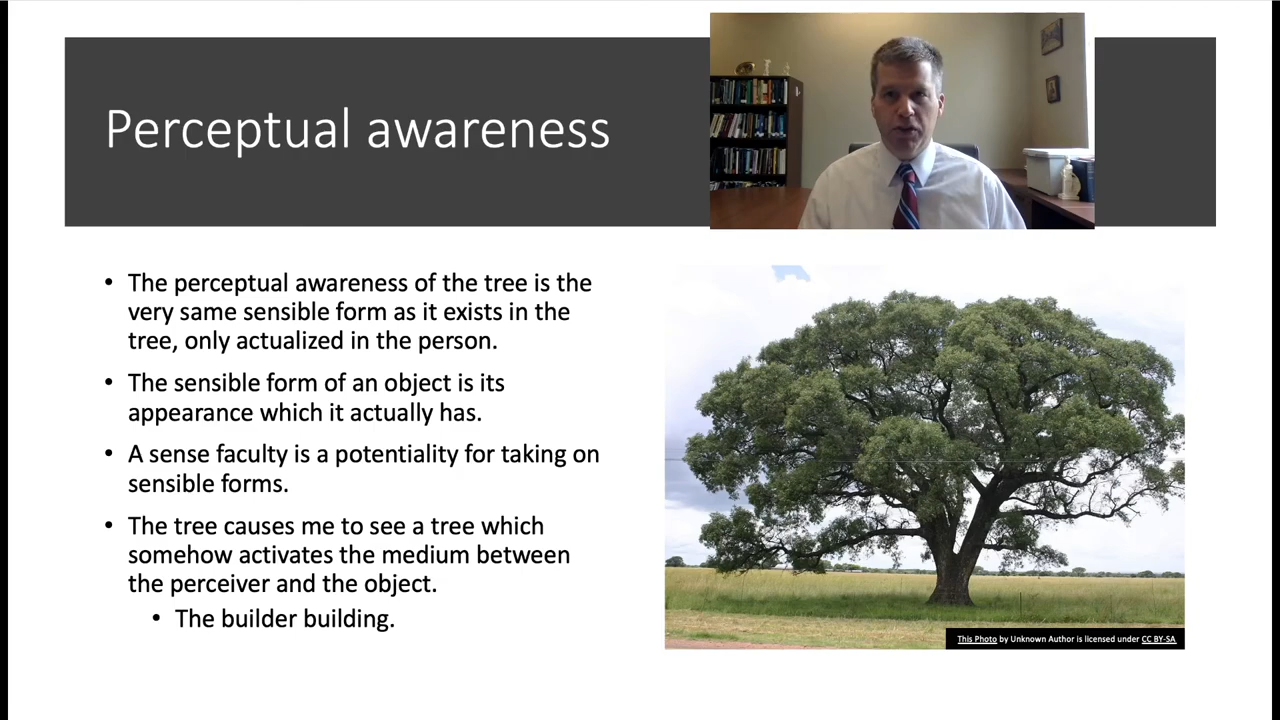 Perceptual awareness
• The perceptual awareness of the tree is the
very same sensible form as it exists in the
tree, only actualized in the person.
• The sensible form of an object is its
appearance which it actually has.
• A sense faculty is a potentiality for taking on
sensible forms.
• The tree causes me to see a tree which
somehow activates the medium between
the perceiver and the object.
• The builder building.
This Photo by Unknown Author is licensed under CC BY-SA